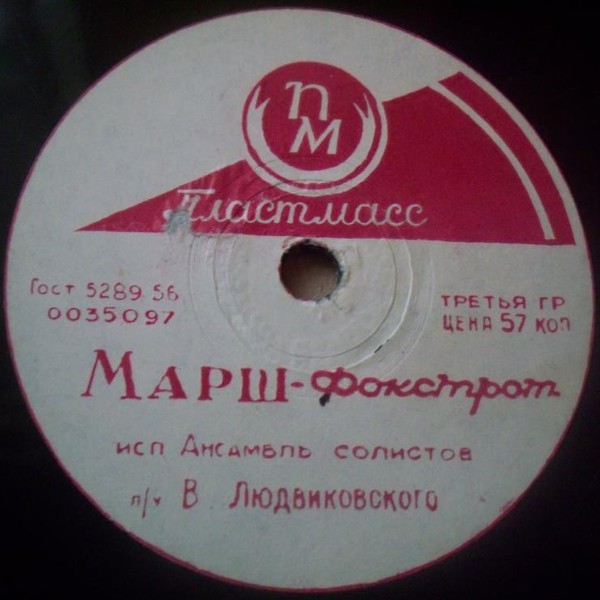 ПМ
Пластмасс
Гост 5289 56
0035097
ТРЕТЬЯ ГР
ЦЕНА 57 КОП
МАРШ-Фокстрот
исп Ансамбль солистов
п/у В Людвиковского